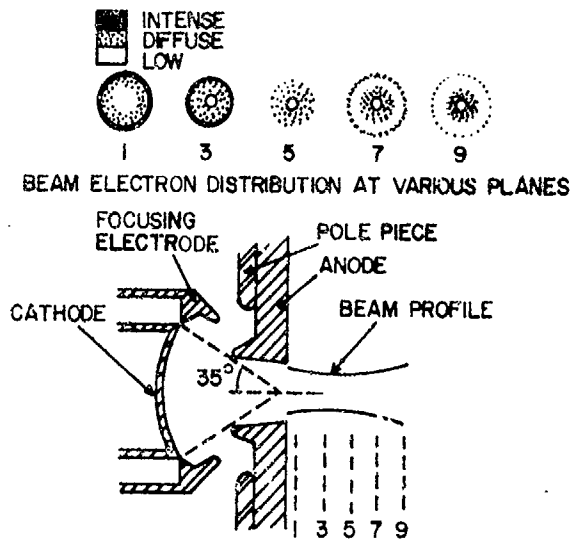 INTENSE
DIFFUSE
LOW
1 3 5 7 9
BEAM ELECTRON DISTRIBUTION AT VARIOUS PLANES
FOCUSING
ELECTRODE
POLE PIECE
ANODE
CATHODE
BEAM PROFILE
35°
1 3 5 7 9